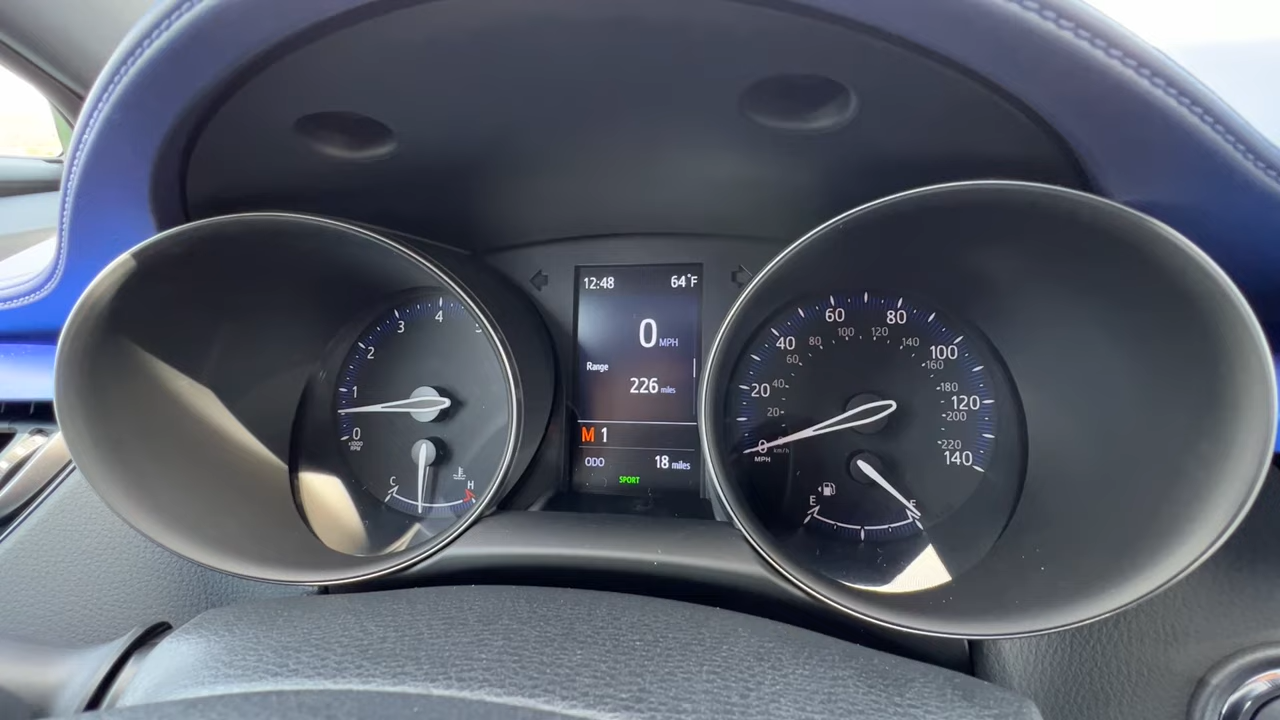 12:48 64°F
0 MPH
Range
226 miles
M 1
ODO 18 miles
SPORT
0 1 2 3 4
×1000
RPM
C H
0 20 40 60 80 100 120 140
MPH
20 40 60 80 100 120 140 160 180 200 220
km/h
E F